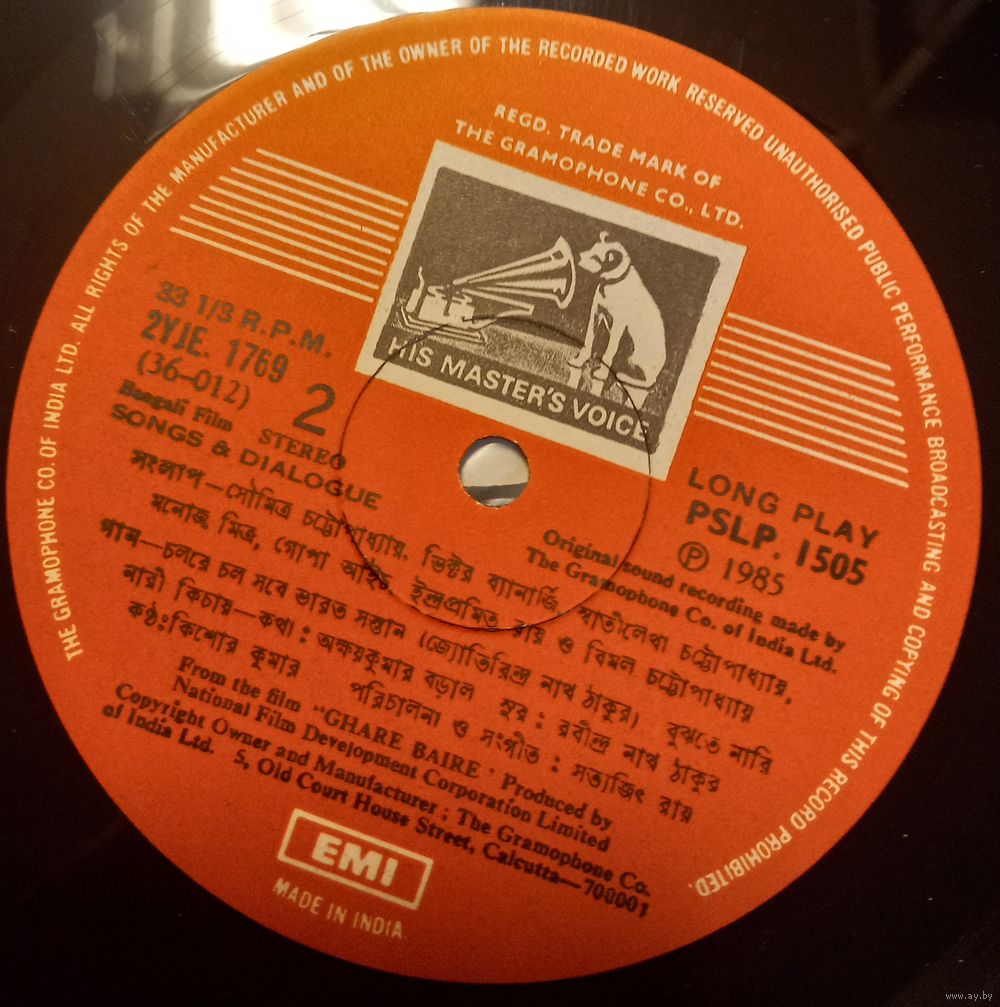 THE GRAMOPHONE CO. OF INDIA LTD. ALL RIGHTS OF THE MANUFACTURER AND OF THE OWNER OF THE RECORDED WORK RESERVED UNAUTHORISED PUBLIC PERFORMANCE BROADCASTING AND COPYING OF THIS RECORD PROHIBITED.
REGD. TRADE MARK OF
THE GRAMOPHONE CO., LTD.
HIS MASTER'S VOICE
33 1/3 R.P.M.
2YJE. 1769
(36-012)
2
Bengali Film STEREO
SONGS & DIALOGUE
LONG PLAY
PSLP. 1505
Ⓟ 1985
Original sound recording made by
The Gramophone Co. of India Ltd.
সংলাপ—সৌমিত্র চট্টোপাধ্যায়, ভিক্টর ব্যানার্জি, স্বাতীলেখা চট্টোপাধ্যায়,
মনোজ মিত্র, গোপা আইচ, ইন্দ্রপ্রমিত রায় ও বিমল চট্টোপাধ্যায়
গান—চলরে চল সবে ভারত সন্তান (জ্যোতিরিন্দ্র নাথ ঠাকুর) বুঝতে নারি
নারী কিচায়—কথা: অক্ষয়কুমার বড়াল সুর: রবীন্দ্র নাথ ঠাকুর
কণ্ঠ: কিশোর কুমার পরিচালনা ও সংগীত: সত্যজিৎ রায়
From the film "GHARE BAIRE" Produced by
National Film Development Corporation Limited
Copyright Owner and Manufacturer: The Gramophone Co.
of India Ltd. 5, Old Court House Street, Calcutta—700001
EMI
MADE IN INDIA
www.ay.by